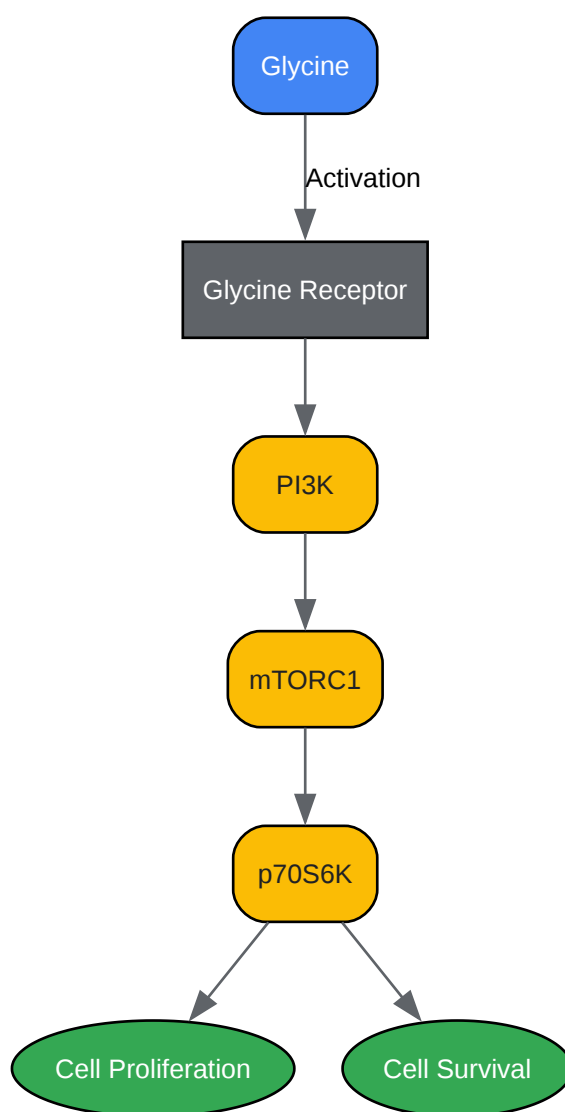 Glycine
Activation
Glycine Receptor
PI3K
mTORC1
p70S6K
Cell Proliferation
Cell Survival